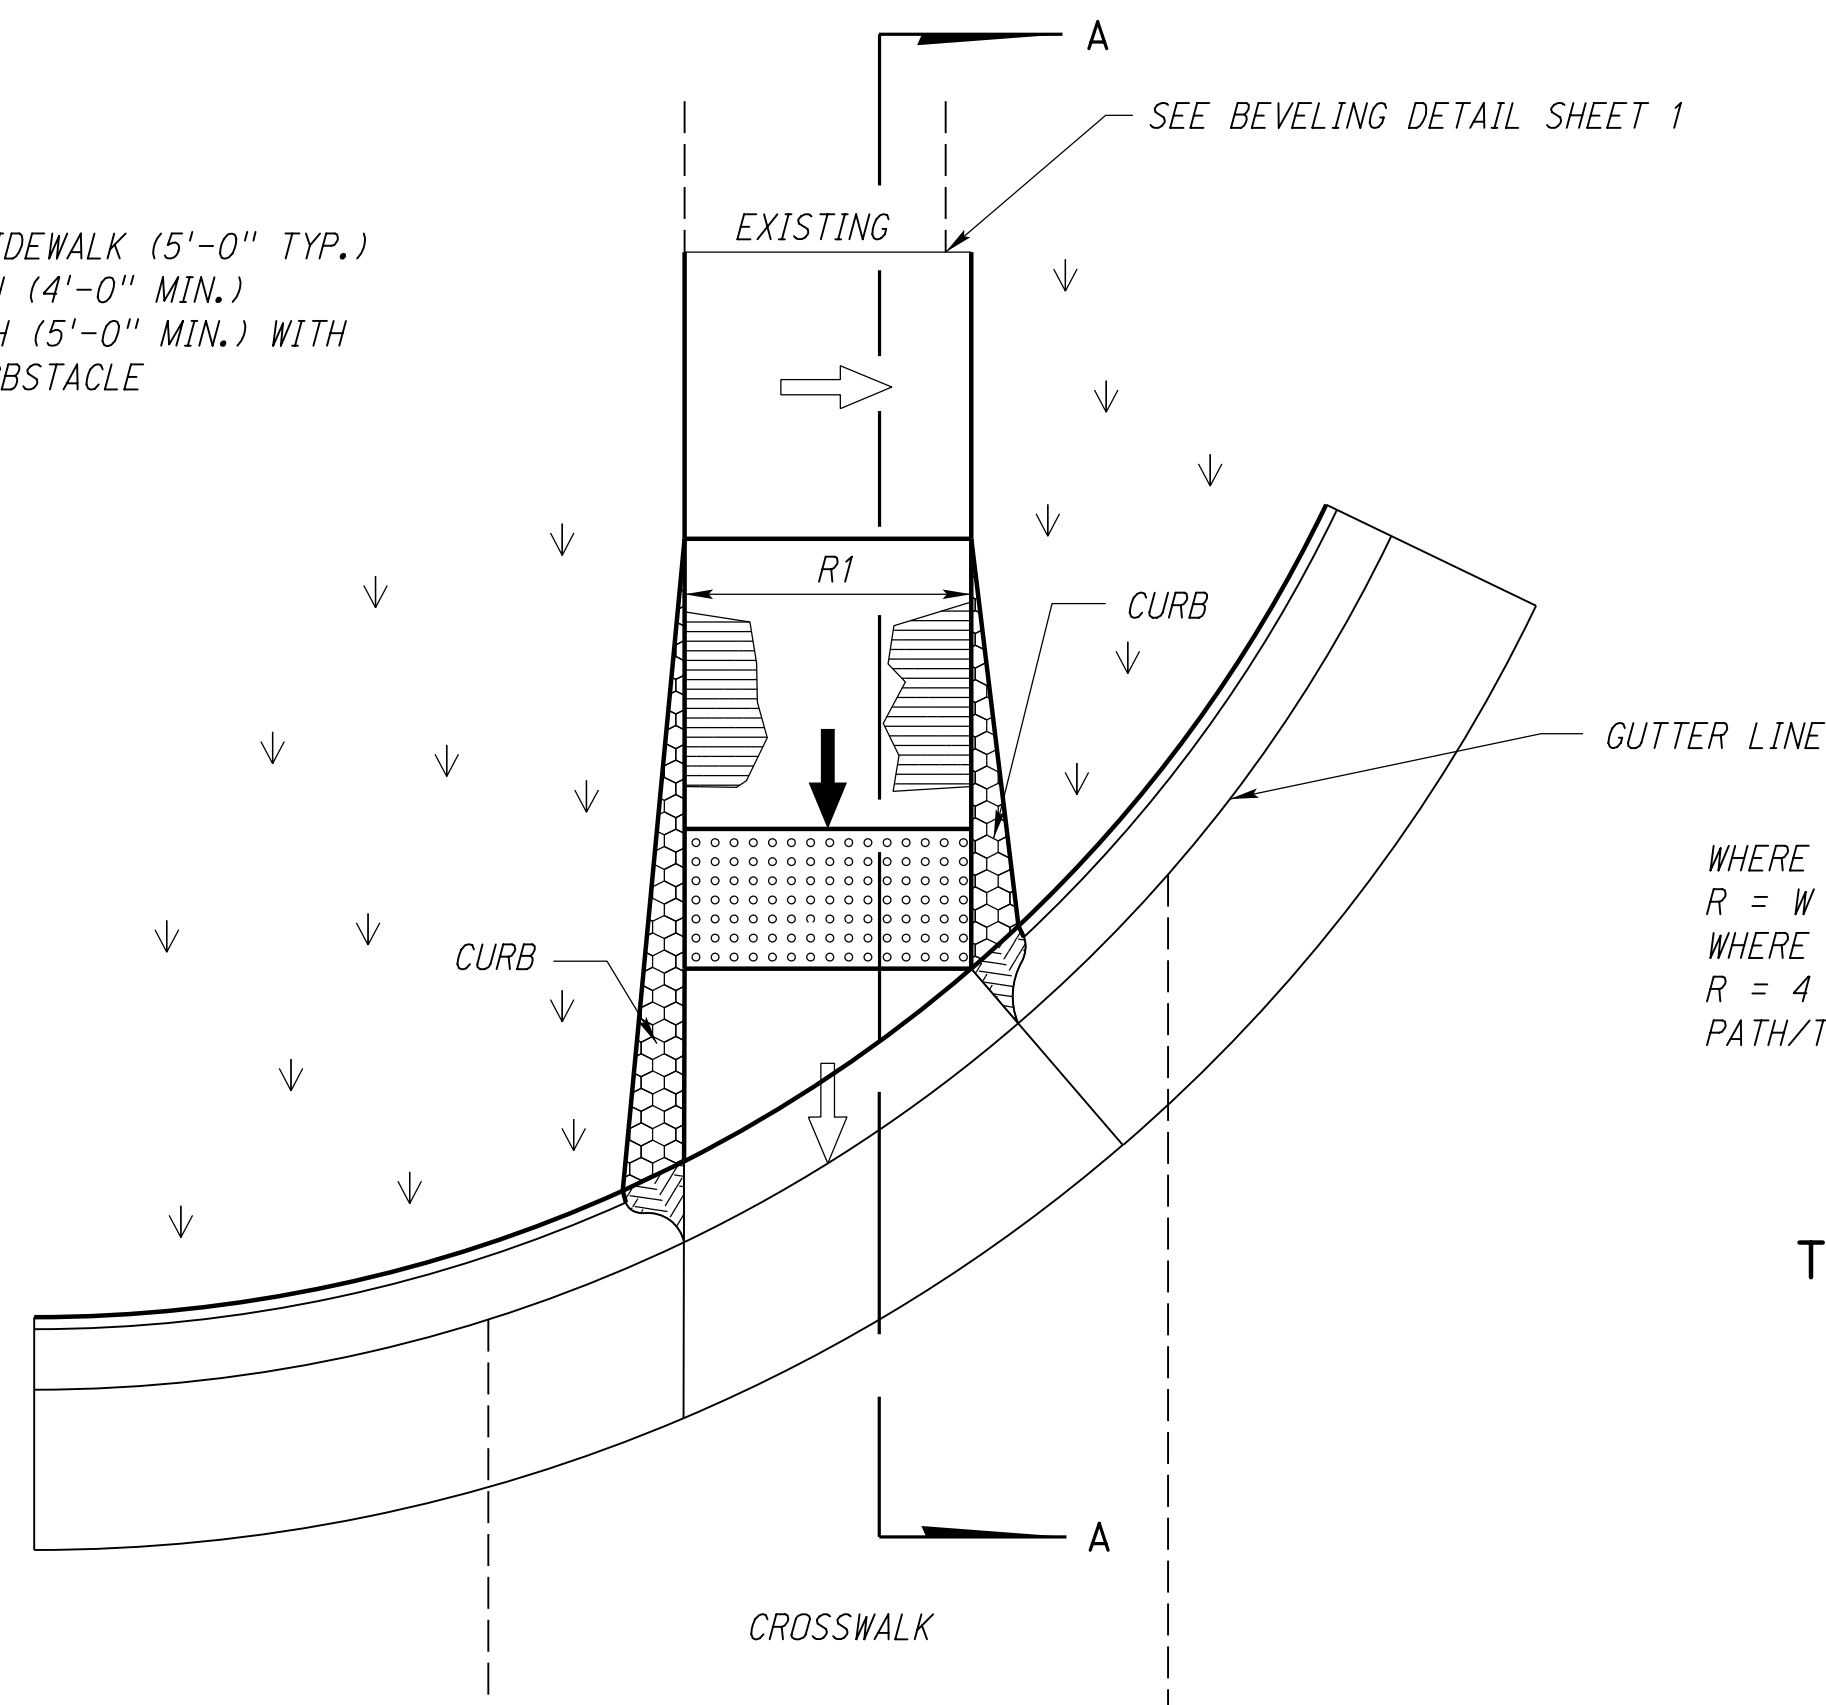 A
SEE BEVELING DETAIL SHEET 1
EXISTING
IDEWALK (5'-0" TYP.)
H (4'-0" MIN.)
H (5'-0" MIN.) WITH
BSTACLE
R1
CURB
GUTTER LINE
WHERE
R = W
WHERE
R = 4
PATH/T
CURB
T
A
CROSSWALK